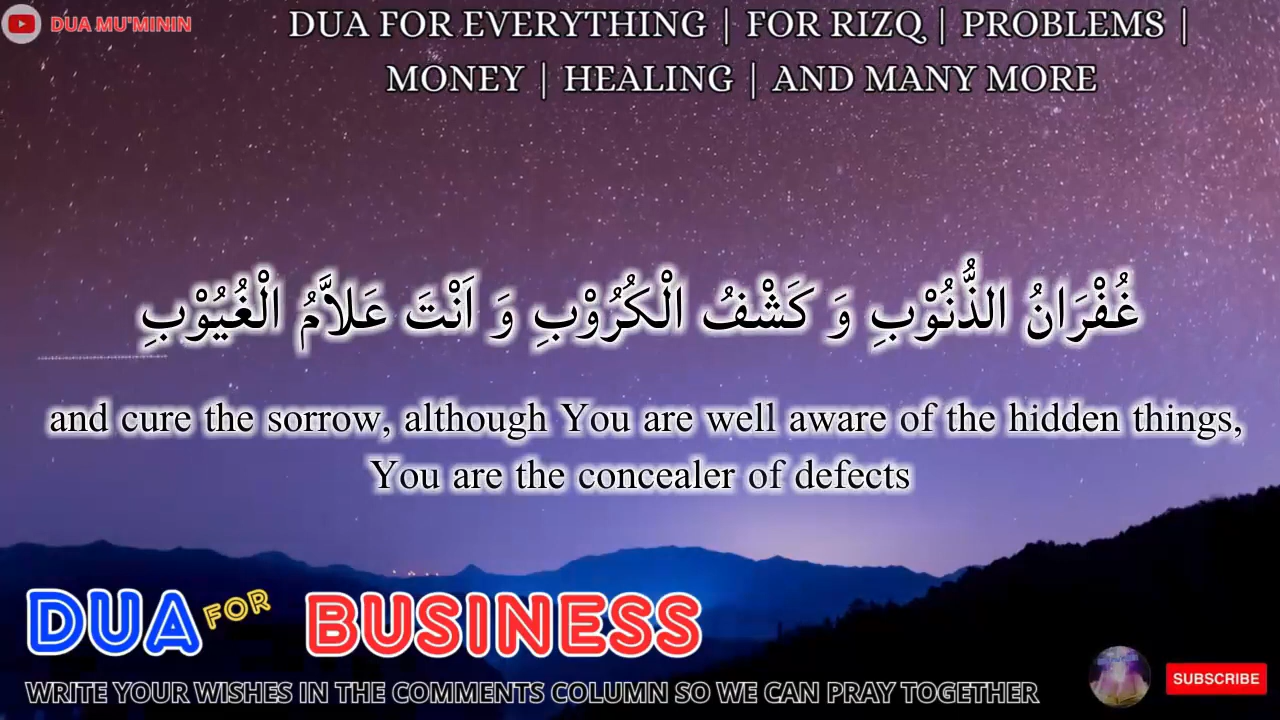 DUA MU'MININ
DUA FOR EVERYTHING | FOR RIZQ | PROBLEMS |
MONEY | HEALING | AND MANY MORE
غُفْرَانُ الذُّنُوْبِ وَ كَشْفُ الْكُرُوْبِ وَ اَنْتَ عَلاَّمُ الْغُيُوْبِ
and cure the sorrow, although You are well aware of the hidden things,
You are the concealer of defects
DUA FOR BUSINESS
WRITE YOUR WISHES IN THE COMMENTS COLUMN SO WE CAN PRAY TOGETHER
SUBSCRIBE